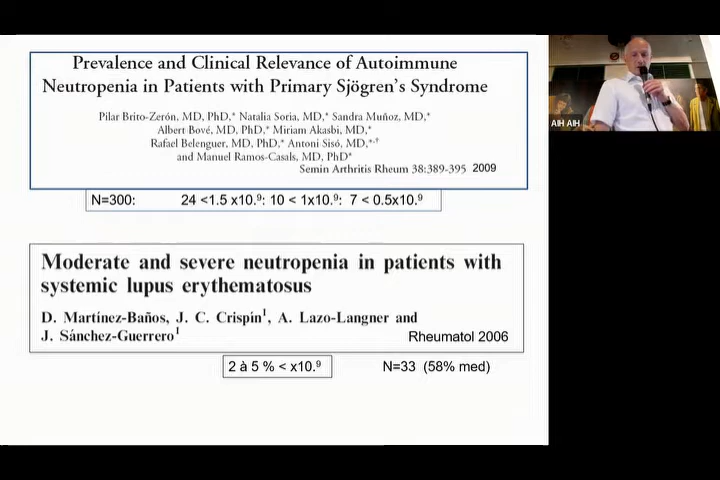 Prevalence and Clinical Relevance of Autoimmune
Neutropenia in Patients with Primary Sjögren's Syndrome
Pilar Brito-Zerón, MD, PhD,* Natalia Soria, MD,* Sandra Muñoz, MD,*
Albert Bové, MD, PhD,* Miriam Akasbi, MD,*
Rafael Belenguer, MD, PhD,* Antoni Sisó, MD,*,†
and Manuel Ramos-Casals, MD, PhD*
Semin Arthritis Rheum 38:389-395 2009
N=300: 24 <1.5 x10.⁹: 10 < 1x10.⁹: 7 < 0.5x10.⁹
Moderate and severe neutropenia in patients with
systemic lupus erythematosus
D. Martínez-Baños, J. C. Crispín¹, A. Lazo-Langner and
J. Sánchez-Guerrero¹
Rheumatol 2006
2 à 5 % < x10.⁹ N=33 (58% med)
AIH AIH